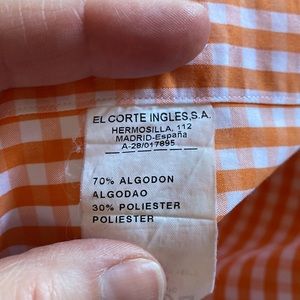 EL CORTE INGLES,S.A.
HERMOSILLA, 112
MADRID-España
A-28/017895
70% ALGODON
ALGODAO
30% POLIESTER
POLIESTER